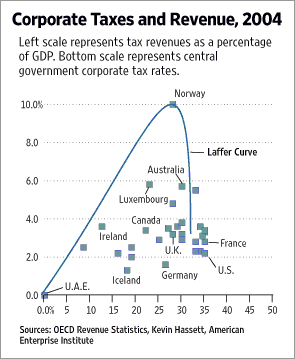 Corporate Taxes and Revenue, 2004
Left scale represents tax revenues as a percentage
of GDP. Bottom scale represents central
government corporate tax rates.
10.0%
Norway
8.0
Laffer Curve
Australia
6.0
Luxembourg
4.0
Canada
Ireland
France
U.K.
2.0
U.S.
Germany
Iceland
U.A.E.
0.0
0.0% 5 10 15 20 25 30 35 40 45 50
Sources: OECD Revenue Statistics, Kevin Hassett, American
Enterprise Institute